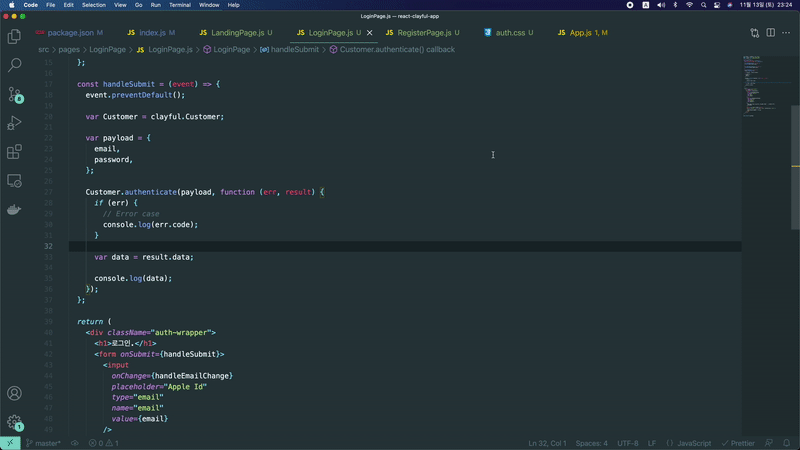 Code File Edit Selection View Go Run Terminal Window Help A 11월 13일 (토) 23:24
LoginPage.js — react-clayful-app
package.json M JS index.js M JS LandingPage.js U JS LoginPage.js U JS RegisterPage.js U auth.css U JS App.js 1, M
src > pages > LoginPage > JS LoginPage.js > LoginPage > handleSubmit > Customer.authenticate() callback
15 };
16
17 const handleSubmit = (event) => {
18 event.preventDefault();
19
20 var Customer = clayful.Customer;
21
22 var payload = {
23 email,
24 password,
25 };
26
27 Customer.authenticate(payload, function (err, result) {
28 if (err) {
29 // Error case
30 console.log(err.code);
31 }
32
33 var data = result.data;
34
35 console.log(data);
36 });
37 };
38
39 return (
40 <div className="auth-wrapper">
41 <h1>로그인.</h1>
42 <form onSubmit={handleSubmit}>
43 <input
44 onChange={handleEmailChange}
45 placeholder="Apple Id"
46 type="email"
47 name="email"
48 value={email}
49 />
8
1
master* 0 1 Ln 32, Col 1 Spaces: 4 UTF-8 LF {} JavaScript Prettier